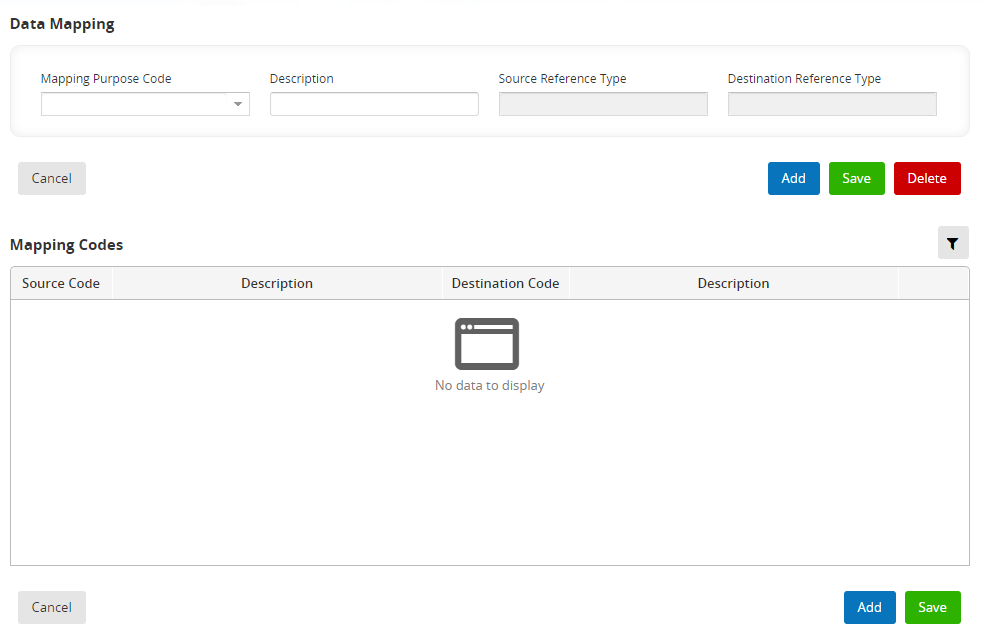 Data Mapping
Mapping Purpose Code Description Source Reference Type Destination Reference Type
Cancel Add Save Delete
Mapping Codes
Source Code Description Destination Code Description
No data to display
Cancel Add Save